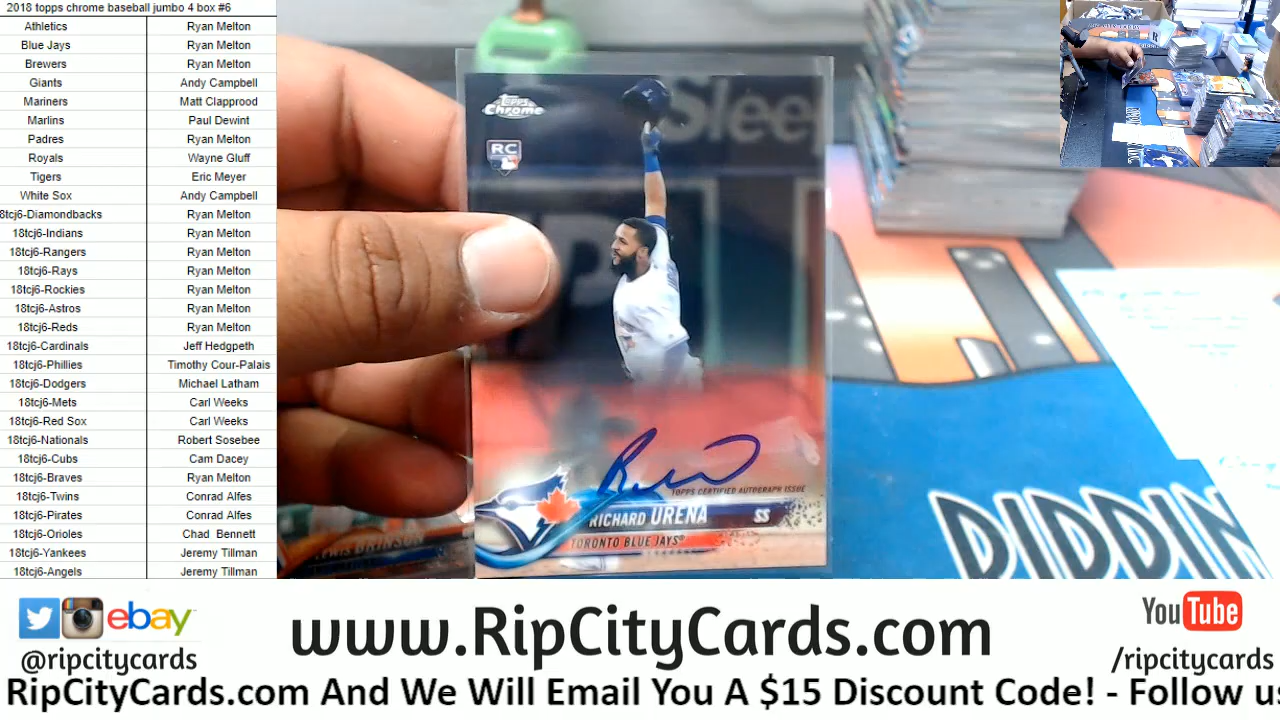 2018 topps chrome baseball jumbo 4 box #6
Athletics Ryan Melton
Blue Jays Ryan Melton
Brewers Ryan Melton
Giants Andy Campbell
Mariners Matt Clapprood
Marlins Paul Dewint
Padres Ryan Melton
Royals Wayne Gluff
Tigers Eric Meyer
White Sox Andy Campbell
8tcj6-Diamondbacks Ryan Melton
18tcj6-Indians Ryan Melton
18tcj6-Rangers Ryan Melton
18tcj6-Rays Ryan Melton
18tcj6-Rockies Ryan Melton
18tcj6-Astros Ryan Melton
18tcj6-Reds Ryan Melton
18tcj6-Cardinals Jeff Hedgpeth
18tcj6-Phillies Timothy Cour-Palais
18tcj6-Dodgers Michael Latham
18tcj6-Mets Carl Weeks
18tcj6-Red Sox Carl Weeks
18tcj6-Nationals Robert Sosebee
18tcj6-Cubs Cam Dacey
18tcj6-Braves Ryan Melton
18tcj6-Twins Conrad Alfes
18tcj6-Pirates Conrad Alfes
18tcj6-Orioles Chad Bennett
18tcj6-Yankees Jeremy Tillman
18tcj6-Angels Jeremy Tillman
Topps
Chrome
RC
Slee
TOPPS CERTIFIED AUTOGRAPH ISSUE
RICHARD URENA SS
TORONTO BLUE JAYS
BRINSON
DIDDIN
ebay
@ripcitycards
www.RipCityCards.com
YouTube
/ripcitycards
RipCityCards.com And We Will Email You A $15 Discount Code! - Follow us